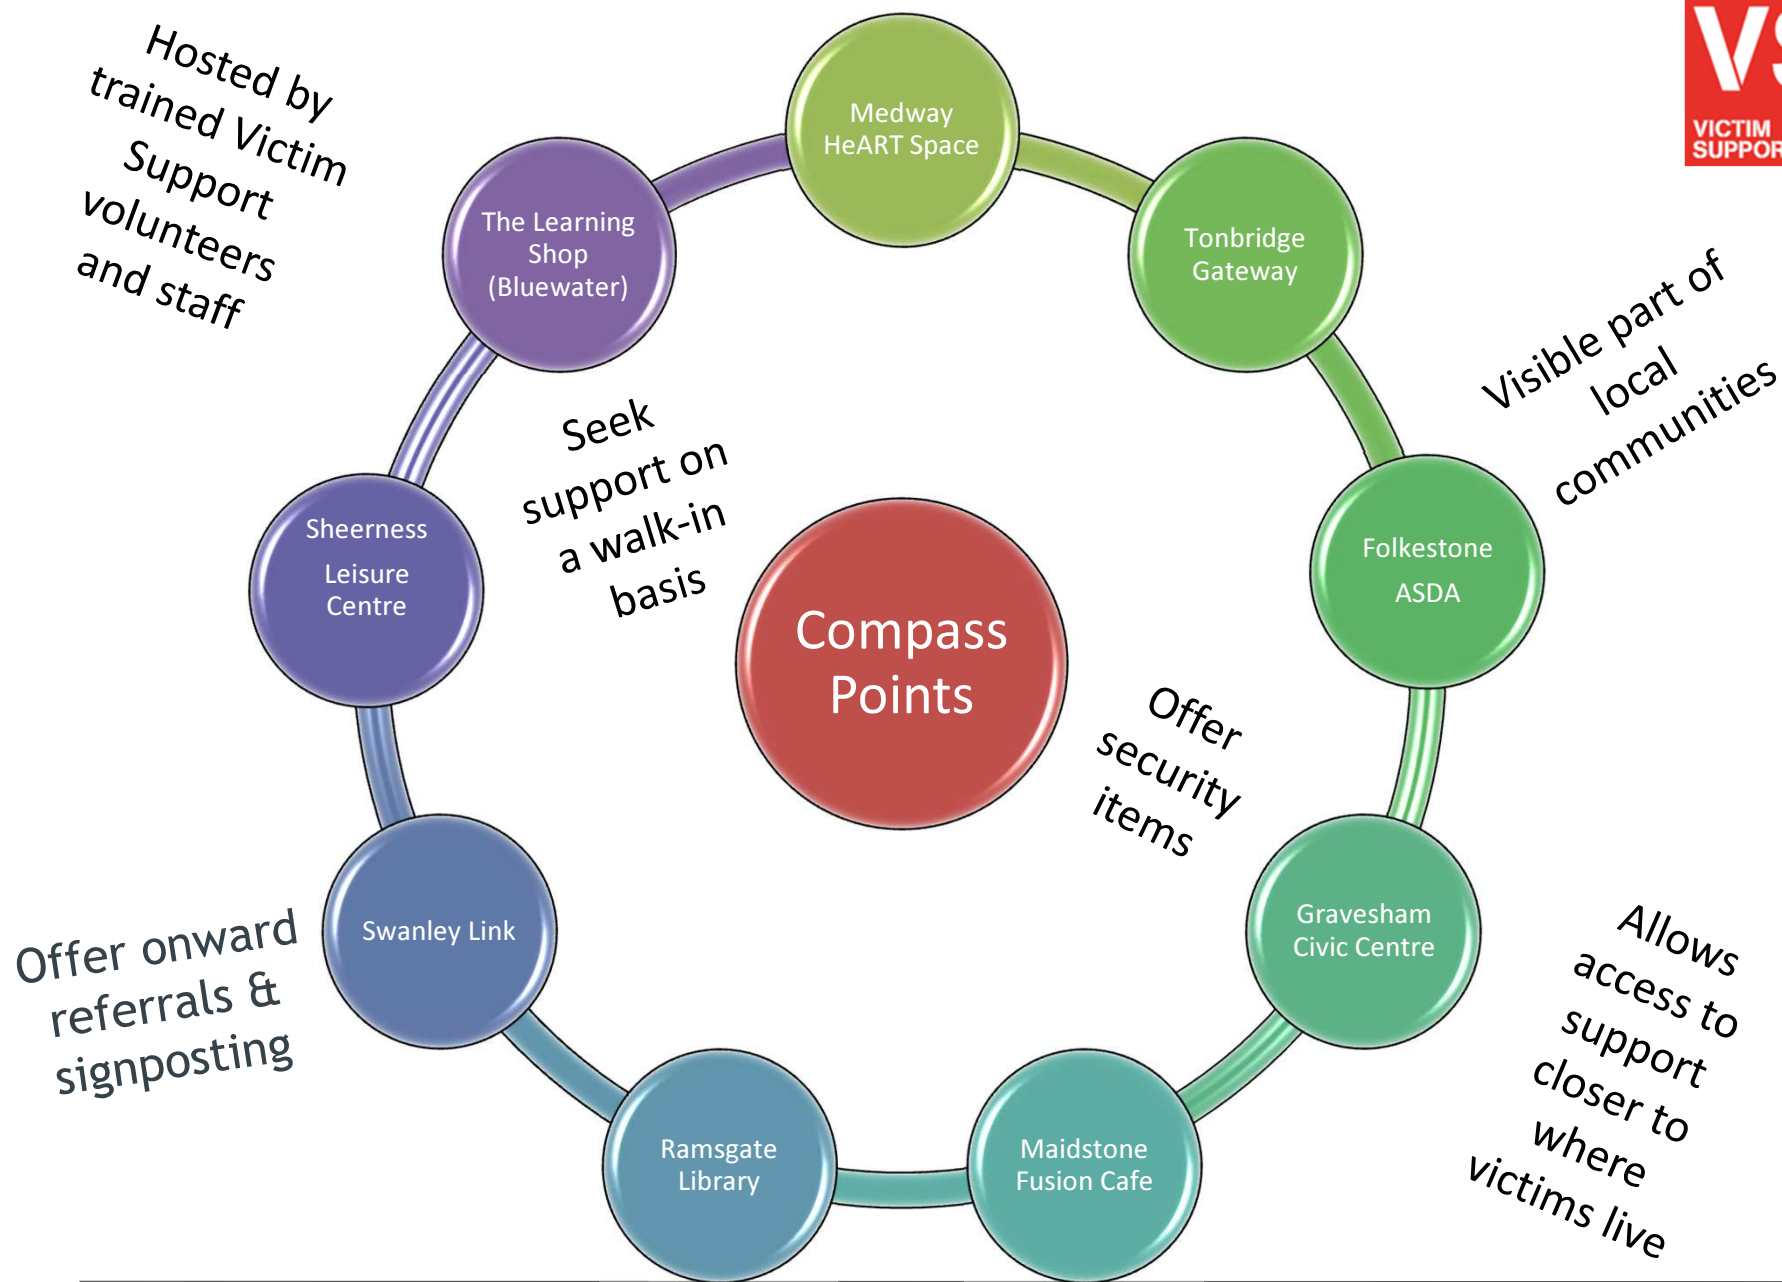 Hosted by
trained Victim
Support
volunteers
and staff
Medway
HeART Space
VS
VICTIM
SUPPOR
The Learning
Shop
(Bluewater)
Tonbridge
Gateway
Visible part of
local
communities
Seek
support on
a walk-in
basis
Sheerness
Leisure
Centre
Folkestone
ASDA
Compass
Points
Offer
security
items
Swanley Link
Gravesham
Civic Centre
Offer onward
referrals &
signposting
Allows
access to
support
closer to
where
victims live
Ramsgate
Library
Maidstone
Fusion Cafe